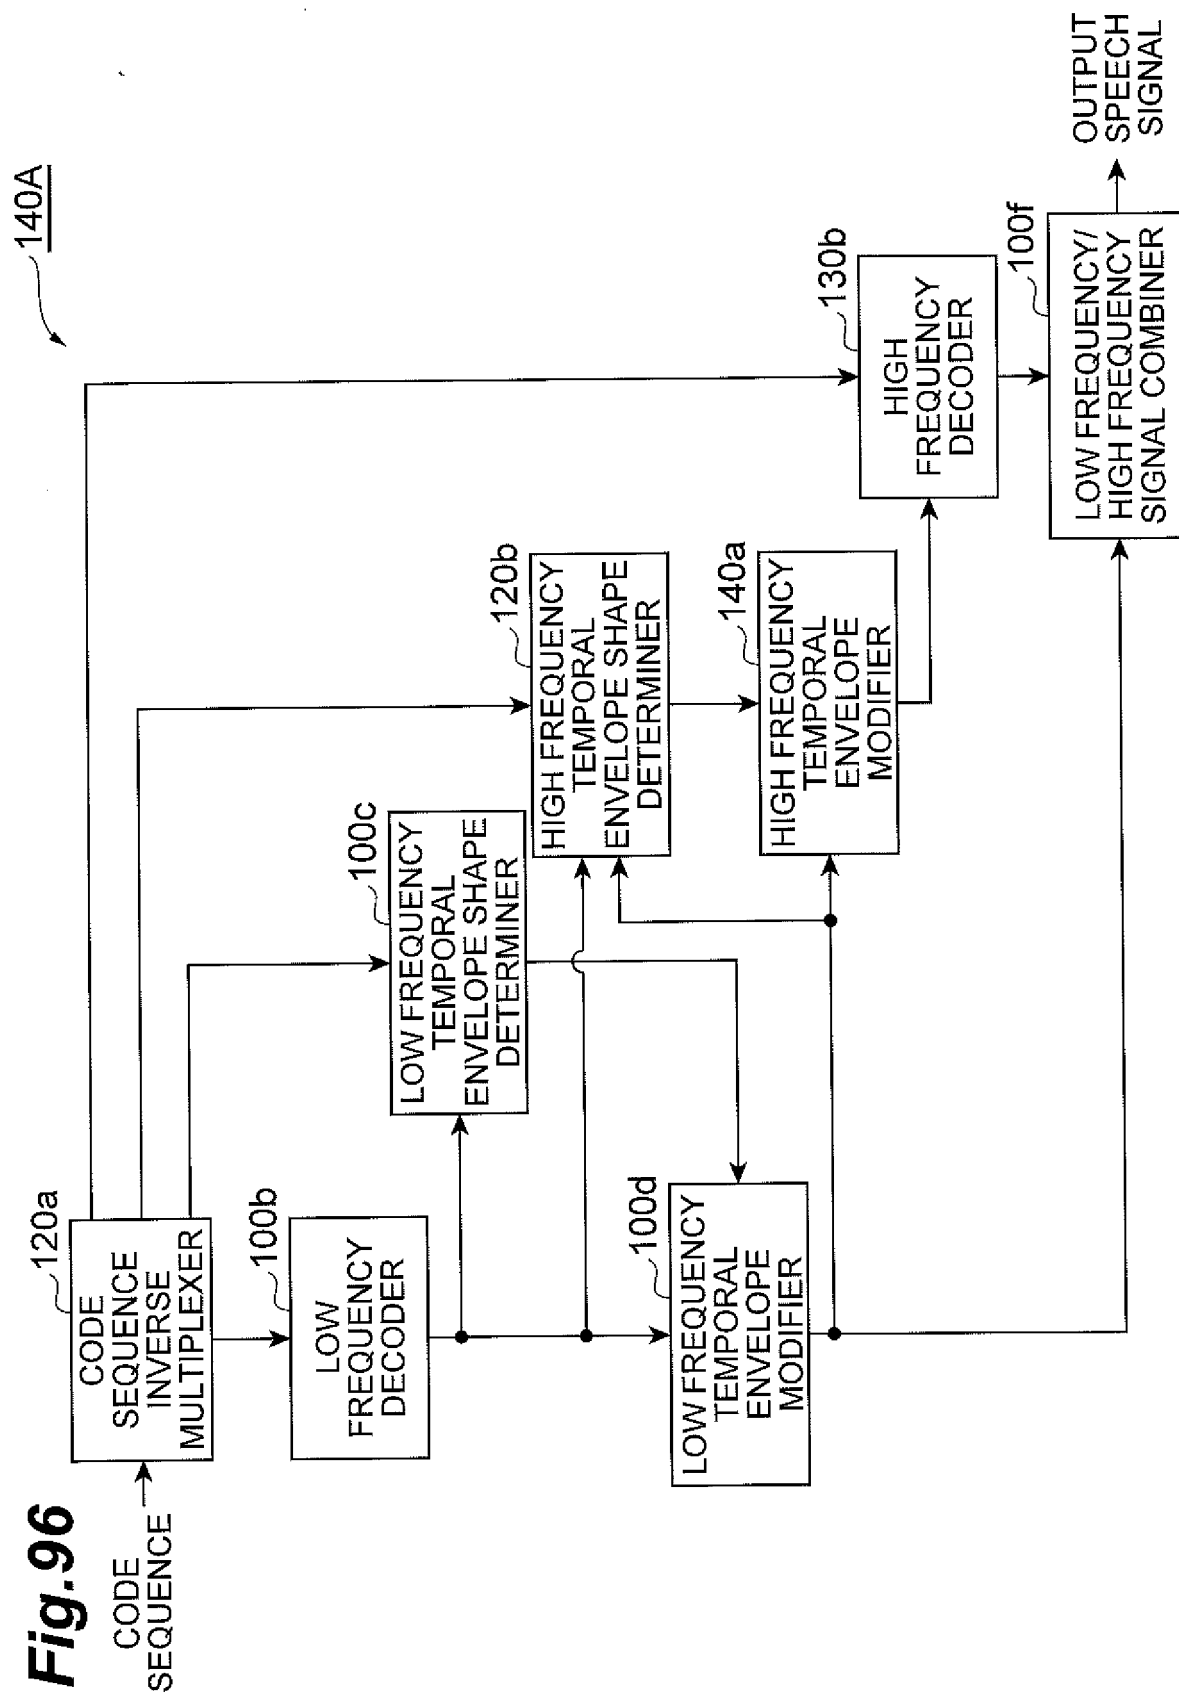 Fig.96
140A
CODE
SEQUENCE
120a
CODE
SEQUENCE
INVERSE
MULTIPLEXER
100b
LOW
FREQUENCY
DECODER
100c
LOW FREQUENCY
TEMPORAL
ENVELOPE SHAPE
DETERMINER
120b
HIGH FREQUENCY
TEMPORAL
ENVELOPE SHAPE
DETERMINER
100d
LOW FREQUENCY
TEMPORAL
ENVELOPE
MODIFIER
140a
HIGH FREQUENCY
TEMPORAL
ENVELOPE
MODIFIER
130b
HIGH
FREQUENCY
DECODER
100f
LOW FREQUENCY/
HIGH FREQUENCY
SIGNAL COMBINER
OUTPUT
SPEECH
SIGNAL